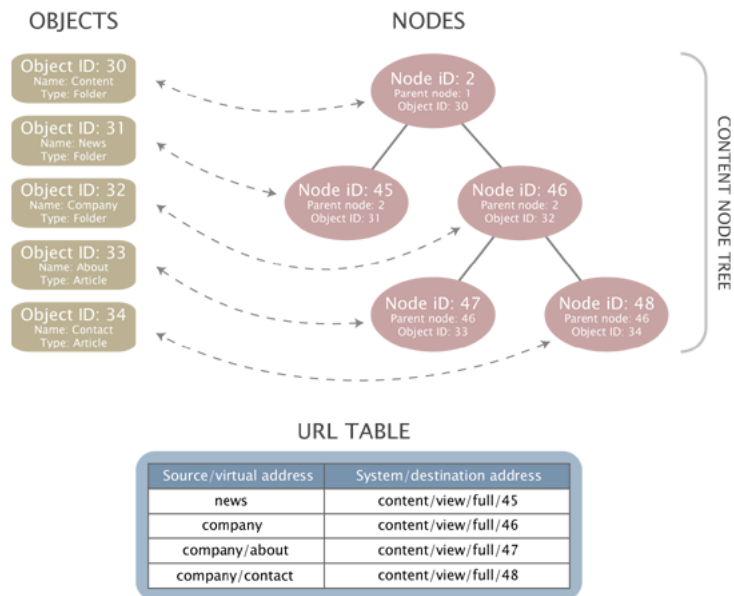 OBJECTS
NODES
Object ID: 30
Name: Content
Type: Folder
Object ID: 31
Name: News
Type: Folder
Object ID: 32
Name: Company
Type: Folder
Object ID: 33
Name: About
Type: Article
Object ID: 34
Name: Contact
Type: Article
Node iD: 2
Parent node: 1
Object ID: 30
Node iD: 45
Parent node: 2
Object ID: 31
Node iD: 46
Parent node: 2
Object ID: 32
Node iD: 47
Parent node: 46
Object ID: 33
Node iD: 48
Parent node: 46
Object ID: 34
CONTENT NODE TREE
URL TABLE
Source/virtual address System/destination address
news content/view/full/45
company content/view/full/46
company/about content/view/full/47
company/contact content/view/full/48